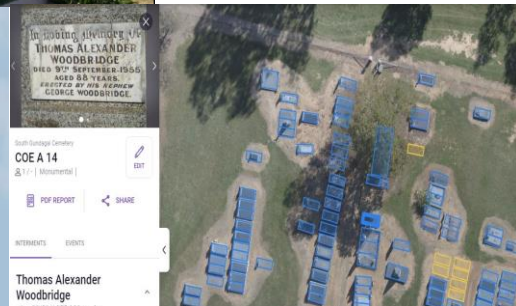 In loving Memory of
THOMAS ALEXANDER
WOODBRIDGE
DIED 9TH SEPTEMBER 1955
AGED 88 YEARS.
ERECTED BY HIS NEPHEW
GEORGE WOODBRIDGE.
South Gundagai Cemetery
COE A 14
1/- | Monumental |
EDIT
PDF REPORT
SHARE
INTERMENTS EVENTS
Thomas Alexander
Woodbridge